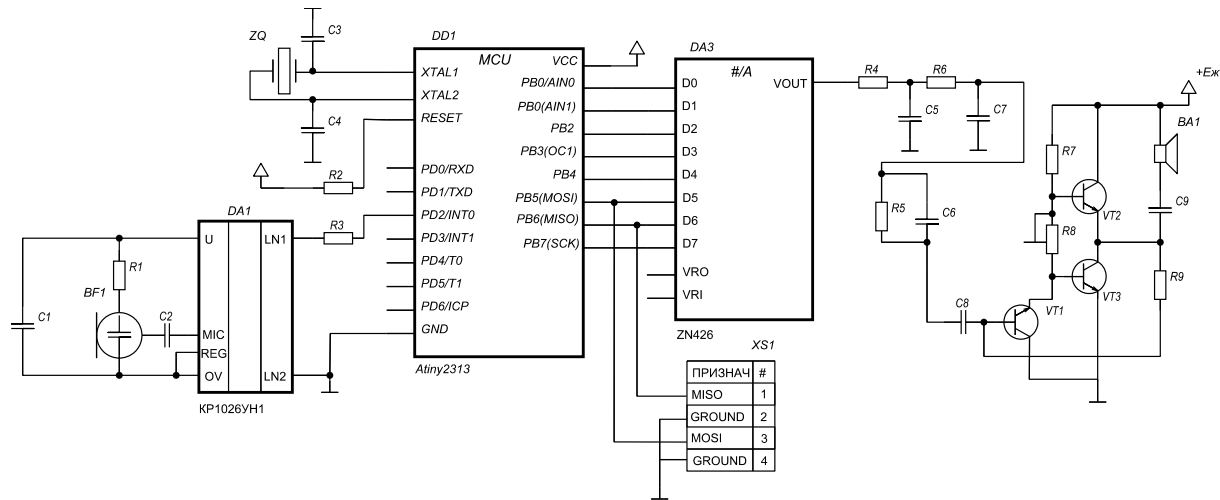 ZQ
C3
C4
DD1
MCU
XTAL1
XTAL2
RESET
PD0/RXD
PD1/TXD
PD2/INT0
PD3/INT1
PD4/T0
PD5/T1
PD6/ICP
GND
VCC
PB0/AIN0
PB0(AIN1)
PB2
PB3(OC1)
PB4
PB5(MOSI)
PB6(MISO)
PB7(SCK)
Atiny2313
R2
R3
DA1
U
LN1
MIC
REG
OV
LN2
КР1026УН1
R1
BF1
C1
C2
DA3
#/A
D0
D1
D2
D3
D4
D5
D6
D7
VRO
VRI
VOUT
ZN426
XS1
ПРИЗНАЧ #
MISO 1
GROUND 2
MOSI 3
GROUND 4
R4
R6
C5
C7
R5
C6
C8
+Eж
BA1
R7
VT2
C9
R8
VT3
R9
VT1